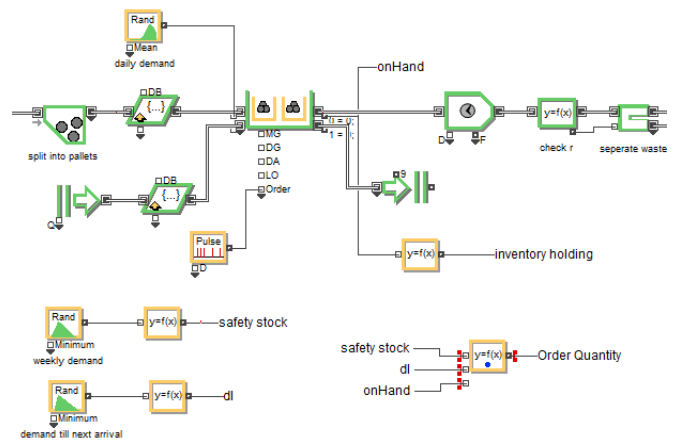 Rand
Mean
daily demand
onHand
DB
{...}
0 = 0;
1 = 9;
MG
DG
DA
LO
Order
split into pallets
D
F
y=f(x)
check r
seperate waste
DB
{...}
Q
9
Pulse
D
y=f(x)
inventory holding
Rand
Minimum
weekly demand
y=f(x)
safety stock
Rand
Minimum
demand till next arrival
y=f(x)
dl
safety stock
dl
onHand
y=f(x)
Order Quantity